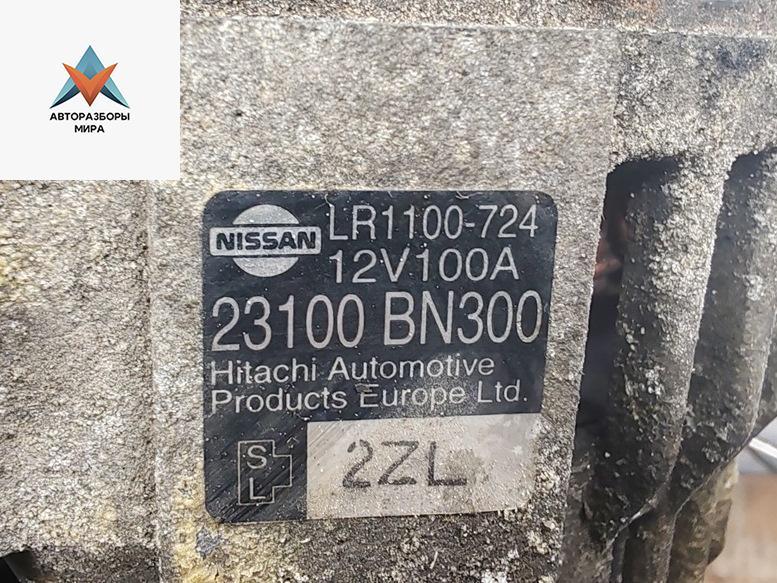 АВТОРАЗБОРЫ
МИРА
NISSAN
LR1100-724
12V100A
23100 BN300
Hitachi Automotive
Products Europe Ltd.
S
L
2ZL